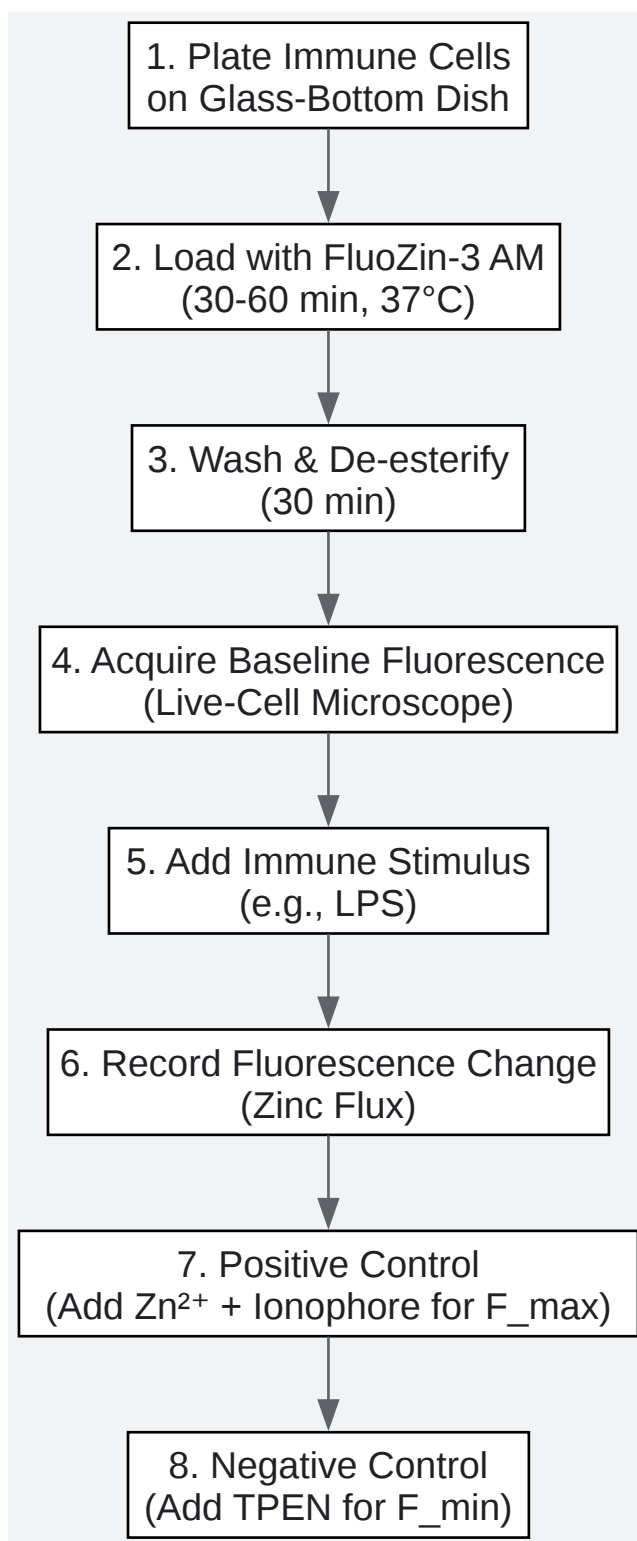 1. Plate Immune Cells
on Glass-Bottom Dish
2. Load with FluoZin-3 AM
(30-60 min, 37°C)
3. Wash & De-esterify
(30 min)
4. Acquire Baseline Fluorescence
(Live-Cell Microscope)
5. Add Immune Stimulus
(e.g., LPS)
6. Record Fluorescence Change
(Zinc Flux)
7. Positive Control
(Add Zn²⁺ + Ionophore for F_max)
8. Negative Control
(Add TPEN for F_min)